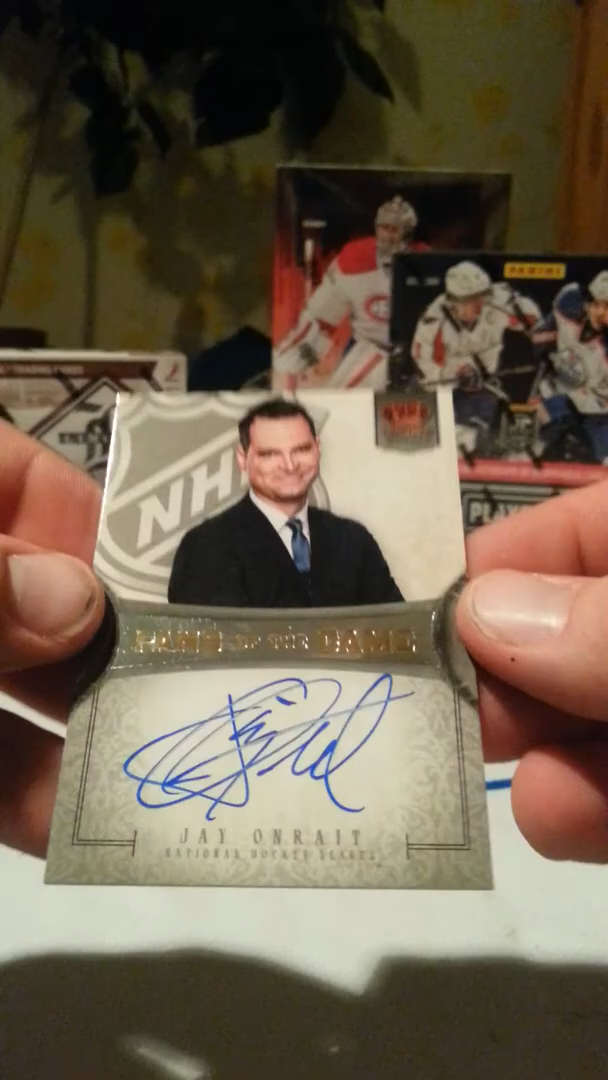 PANINI
NHL
FANS OF THE GAME
JAY ONRAIT
NATIONAL HOCKEY LEAGUE